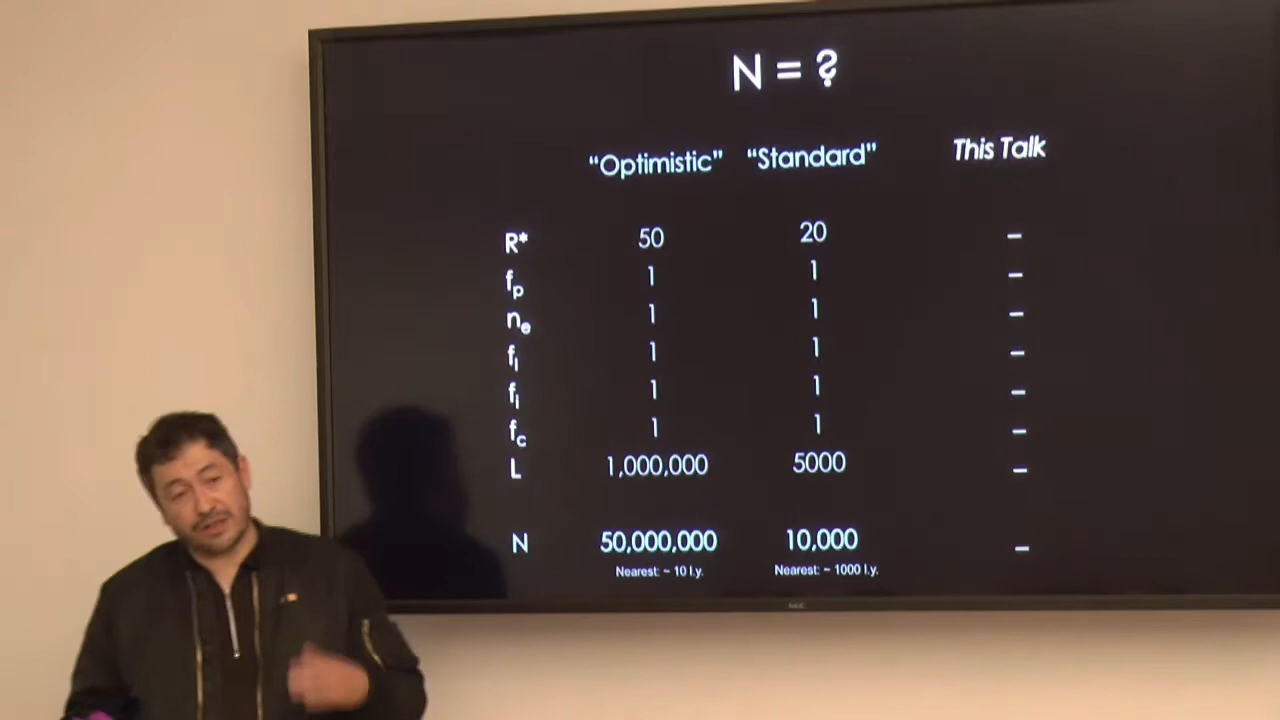 N = ?
“Optimistic” “Standard” This Talk
R* 50 20 –
fp 1 1 –
ne 1 1 –
fl 1 1 –
fI 1 1 –
fc 1 1 –
L 1,000,000 5000 –
N 50,000,000 10,000 –
Nearest: ~ 10 l.y. Nearest: ~ 1000 l.y.
NEC